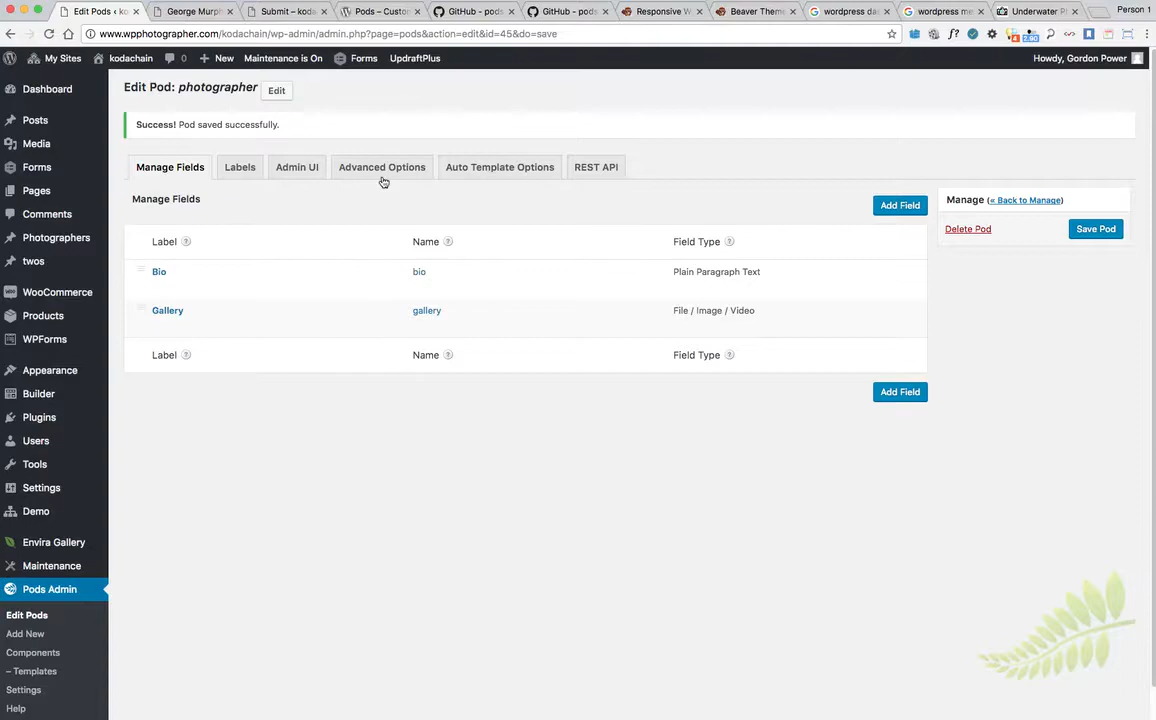 Edit Pods ‹ ko
George Murph
Submit – koda
Pods – Custo
GitHub - pods
GitHub - pods
Responsive W
Beaver Theme
wordpress da
wordpress me
Underwater P
Person 1
www.wpphotographer.com/kodachain/wp-admin/admin.php?page=pods&action=edit&id=45&do=save
My Sites
kodachain
0
New
Maintenance is On
Forms
UpdraftPlus
Howdy, Gordon Power
Dashboard
Posts
Media
Forms
Pages
Comments
Photographers
twos
WooCommerce
Products
WPForms
Appearance
Builder
Plugins
Users
Tools
Settings
Demo
Envira Gallery
Maintenance
Pods Admin
Edit Pods
Add New
Components
– Templates
Settings
Help
Edit Pod: photographer
Edit
Success! Pod saved successfully.
Manage Fields
Labels
Admin UI
Advanced Options
Auto Template Options
REST API
Manage Fields
Add Field
Label
Name
Field Type
Bio
bio
Plain Paragraph Text
Gallery
gallery
File / Image / Video
Label
Name
Field Type
Add Field
Manage (« Back to Manage)
Delete Pod
Save Pod